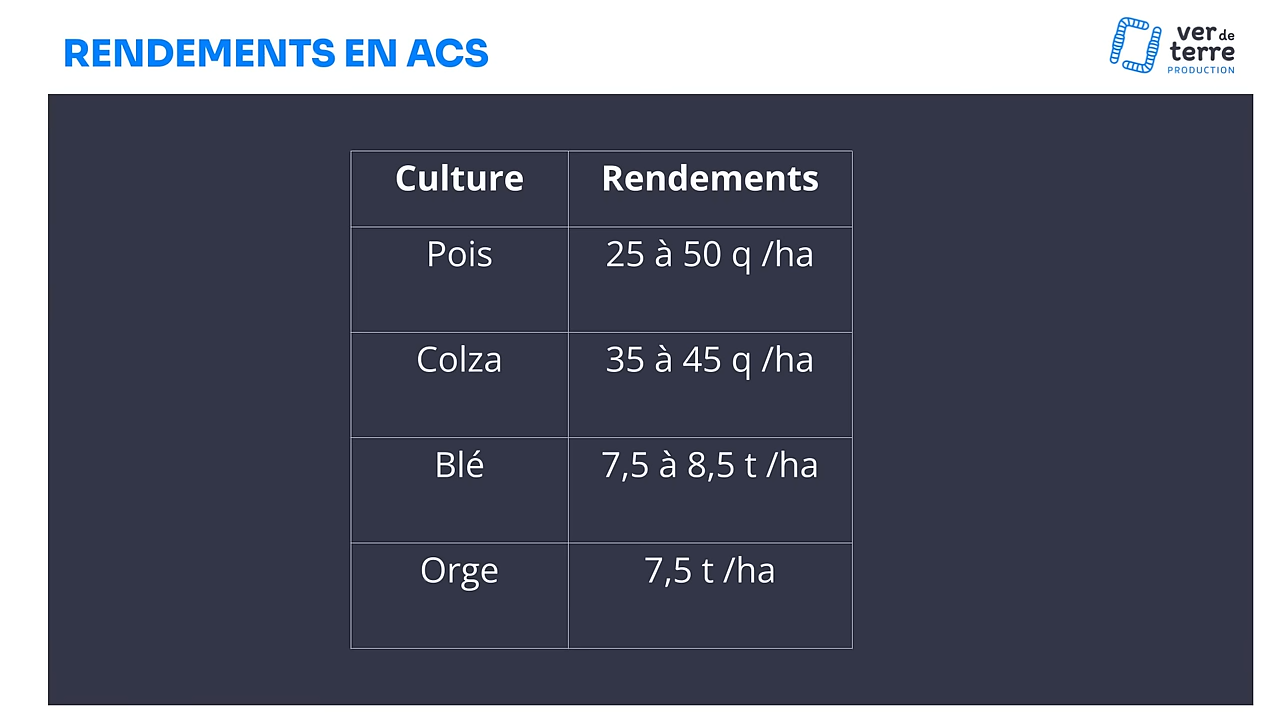 RENDEMENTS EN ACS
ver de
terre
PRODUCTION
Culture Rendements
Pois 25 à 50 q /ha
Colza 35 à 45 q /ha
Blé 7,5 à 8,5 t /ha
Orge 7,5 t /ha